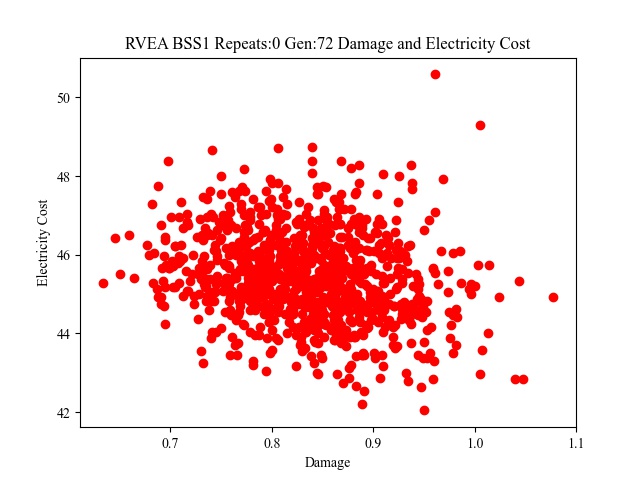 RVEA BSS1 Repeats:0 Gen:72 Damage and Electricity Cost
50
48
46
44
42
Electricity Cost
0.7 0.8 0.9 1.0 1.1
Damage